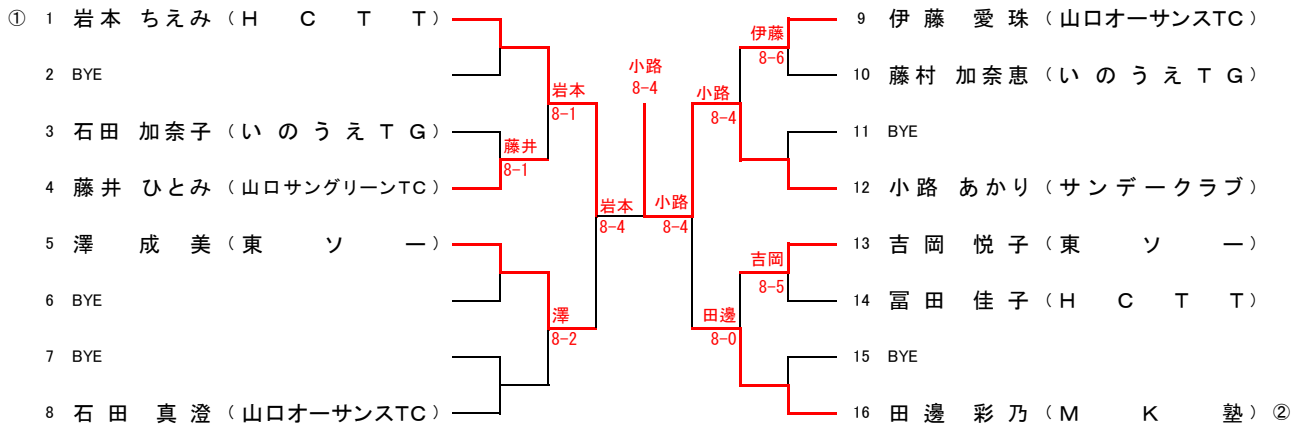 ① 1 岩本 ちえみ （ H C T T ）
2 BYE
3 石田 加奈子 （ い の う え T G ）
4 藤井 ひとみ （ 山口サングリーンTC ）
5 澤 成 美 （ 東 ソ ー ）
6 BYE
7 BYE
8 石 田 真 澄 （ 山口オーサンスTC ）
藤井
8-1
岩本
8-1
澤
8-2
岩本
8-4
小路
8-4
小路
8-4
小路
8-4
田邊
8-0
伊藤
8-6
吉岡
8-5
9 伊 藤 愛 珠 （ 山口オーサンスTC ）
10 藤村 加奈恵 （ い の う え T G ）
11 BYE
12 小路 あかり （ サンデークラブ ）
13 吉 岡 悦 子 （ 東 ソ ー ）
14 冨 田 佳 子 （ H C T T ）
15 BYE
16 田 邊 彩 乃 （ M K 塾 ） ②